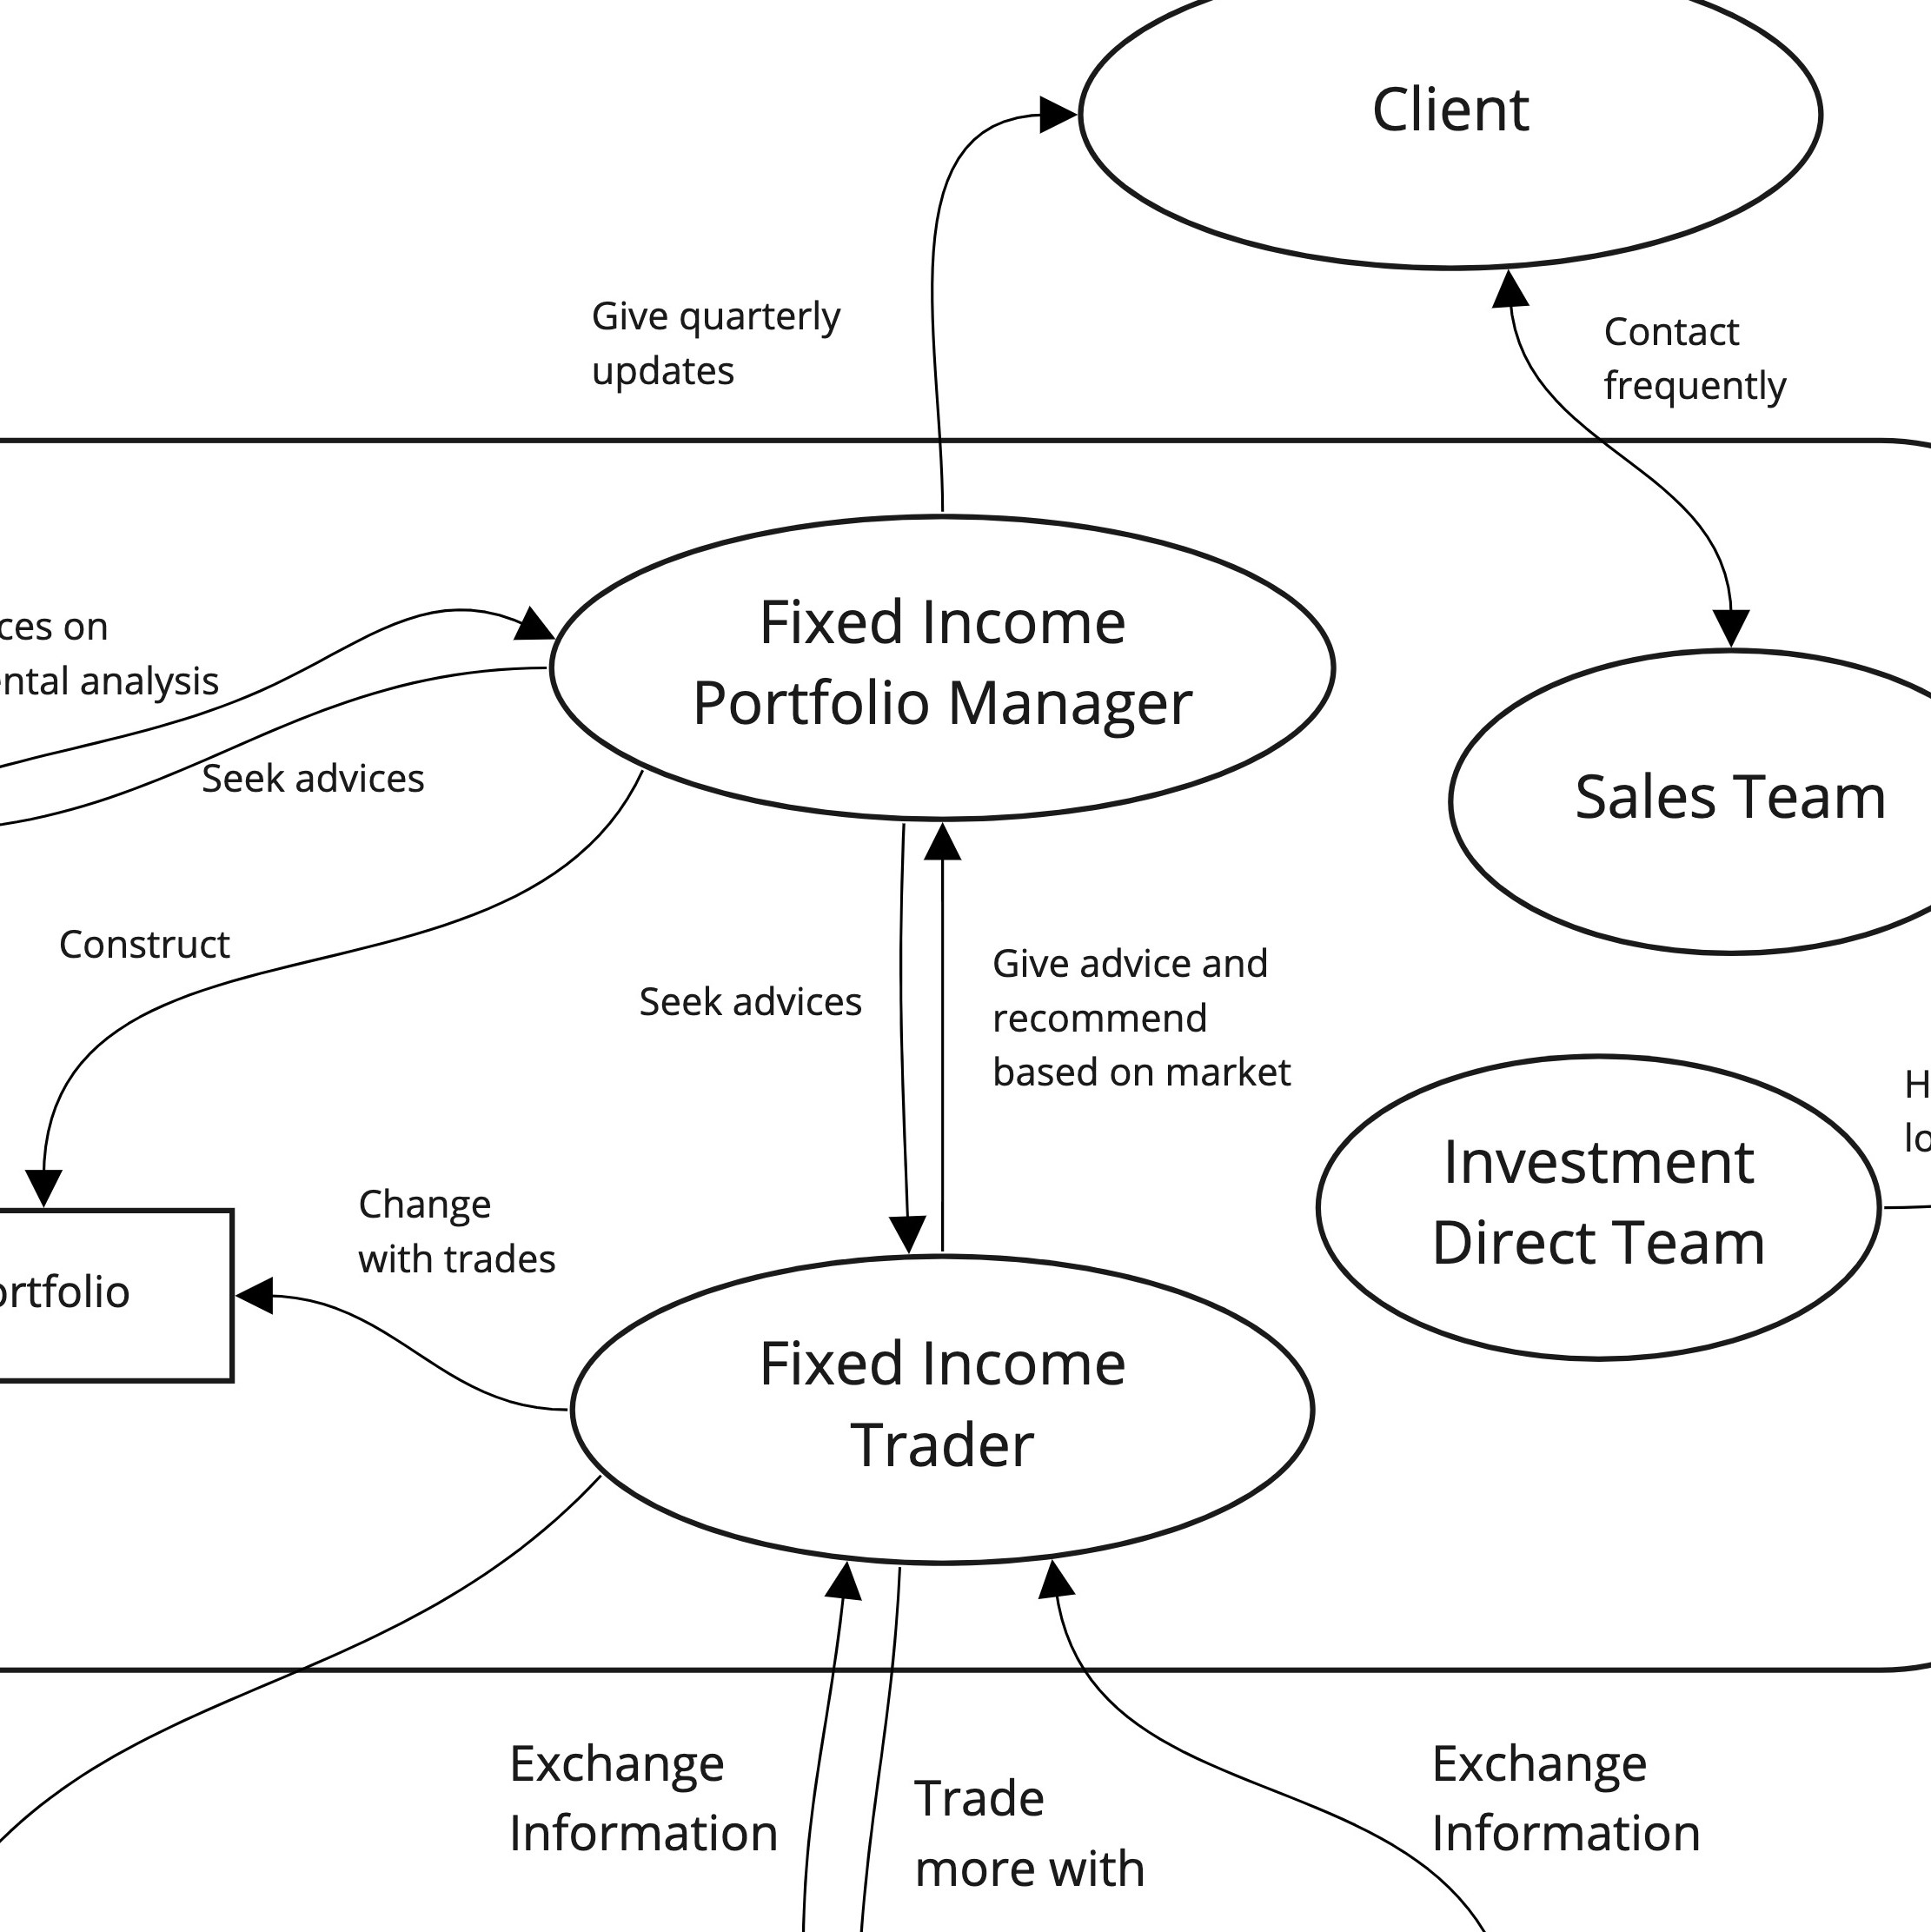 Client
Give quarterly
updates
Contact
frequently
Fixed Income
Portfolio Manager
ces on
ental analysis
Seek advices
Sales Team
Construct
Seek advices
Give advice and
recommend
based on market
Investment
Direct Team
H
lo
Change
with trades
ortfolio
Fixed Income
Trader
Exchange
Information
Trade
more with
Exchange
Information